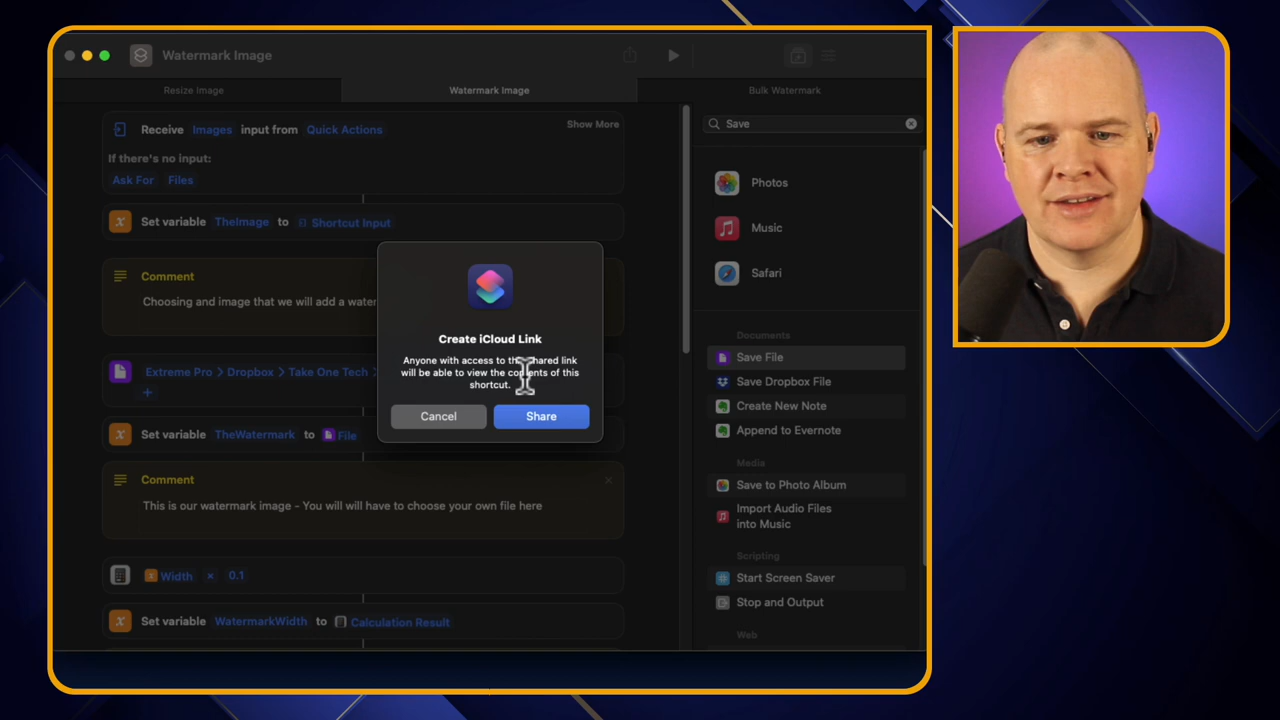 Watermark Image
Resize Image
Watermark Image
Bulk Watermark
Receive Images input from Quick Actions
Show More
If there's no input:
Ask For Files
Set variable TheImage to Shortcut Input
Comment
Choosing and image that we will add a water
Extreme Pro > Dropbox > Take One Tech >
+
Set variable TheWatermark to File
Comment
This is our watermark image - You will will have to choose your own file here
Width × 0.1
Set variable WatermarkWidth to Calculation Result
Create iCloud Link
Anyone with access to the shared link
will be able to view the contents of this
shortcut.
Cancel
Share
Save
Photos
Music
Safari
Documents
Save File
Save Dropbox File
Create New Note
Append to Evernote
Media
Save to Photo Album
Import Audio Files
into Music
Scripting
Start Screen Saver
Stop and Output
Web